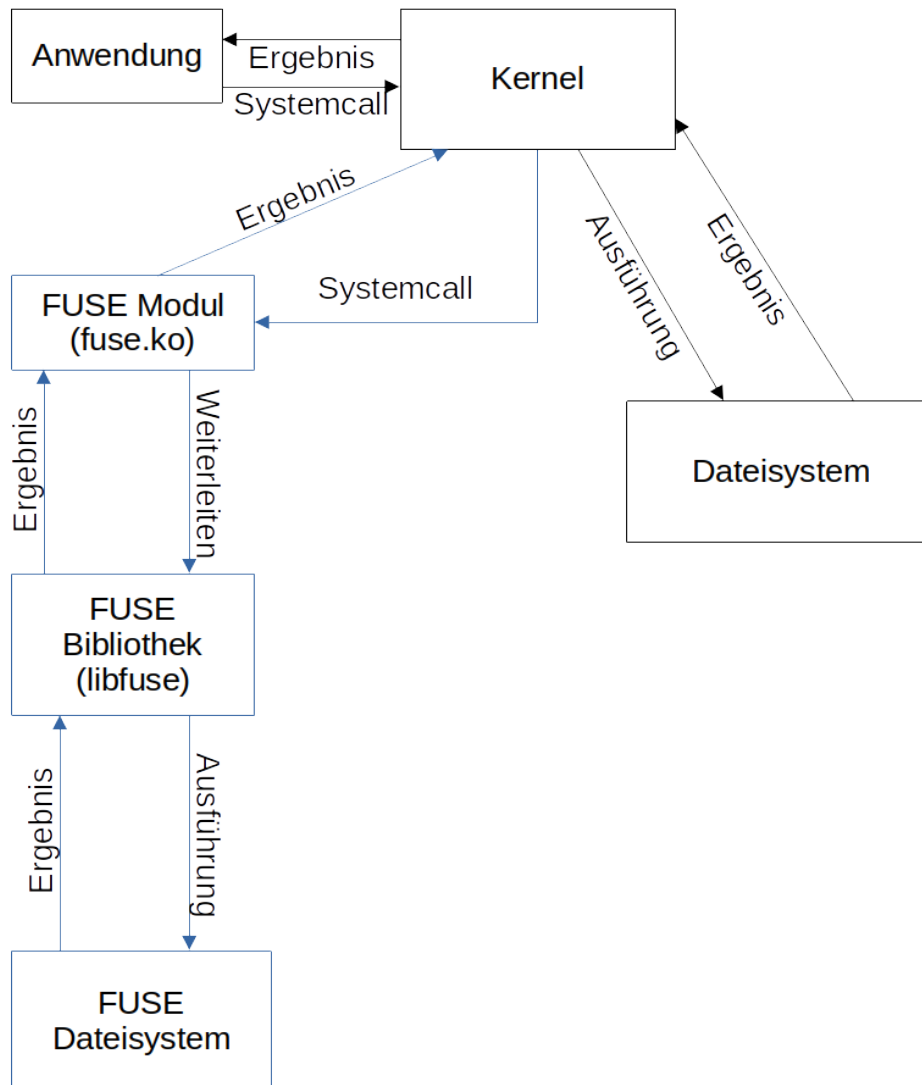 Anwendung
Ergebnis
Systemcall
Kernel
Ergebnis
Systemcall
Ausführung
Ergebnis
FUSE Modul
(fuse.ko)
Dateisystem
Ergebnis
Weiterleiten
FUSE
Bibliothek
(libfuse)
Ergebnis
Ausführung
FUSE
Dateisystem